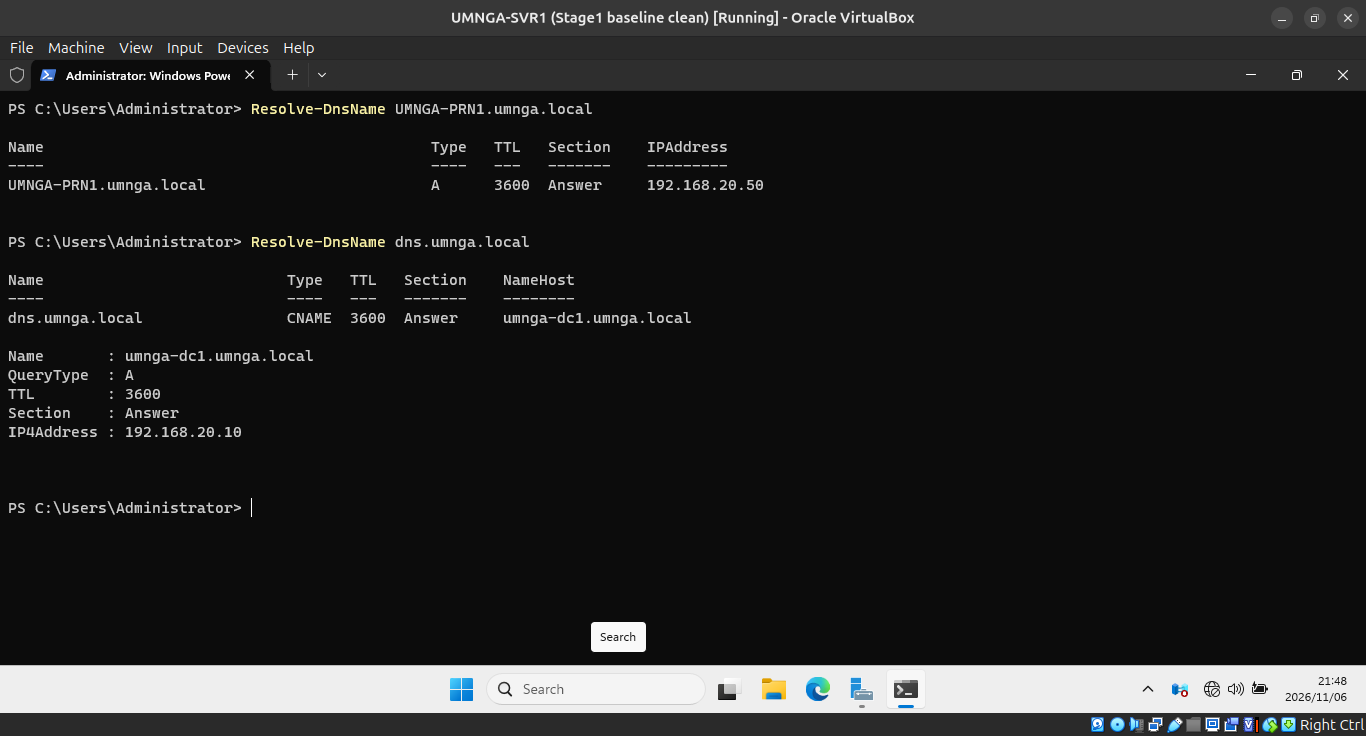 UMNGA-SVR1 (Stage1 baseline clean) [Running] - Oracle VirtualBox
File Machine View Input Devices Help
Administrator: Windows Powe
PS C:\Users\Administrator> Resolve-DnsName UMNGA-PRN1.umnga.local
Name Type TTL Section IPAddress
---- ---- --- ------- ---------
UMNGA-PRN1.umnga.local A 3600 Answer 192.168.20.50
PS C:\Users\Administrator> Resolve-DnsName dns.umnga.local
Name Type TTL Section NameHost
---- ---- --- ------- --------
dns.umnga.local CNAME 3600 Answer umnga-dc1.umnga.local
Name : umnga-dc1.umnga.local
QueryType : A
TTL : 3600
Section : Answer
IP4Address : 192.168.20.10
PS C:\Users\Administrator>
Search
Search
21:48
2026/11/06
Right Ctrl